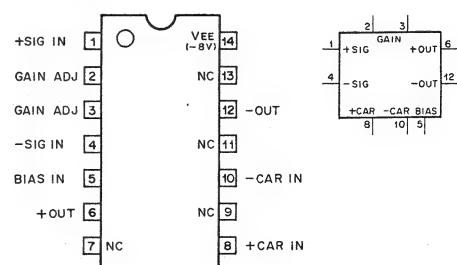 +SIG IN 1
GAIN ADJ 2
GAIN ADJ 3
-SIG IN 4
BIAS IN 5
+OUT 6
7 NC
VEE 14
(-8V)
NC 13
12 -OUT
NC 11
10 -CAR IN
NC 9
8 +CAR IN
2 3
GAIN
1 +SIG +OUT 6
4 -SIG -OUT 12
+CAR -CAR BIAS
8 10 5